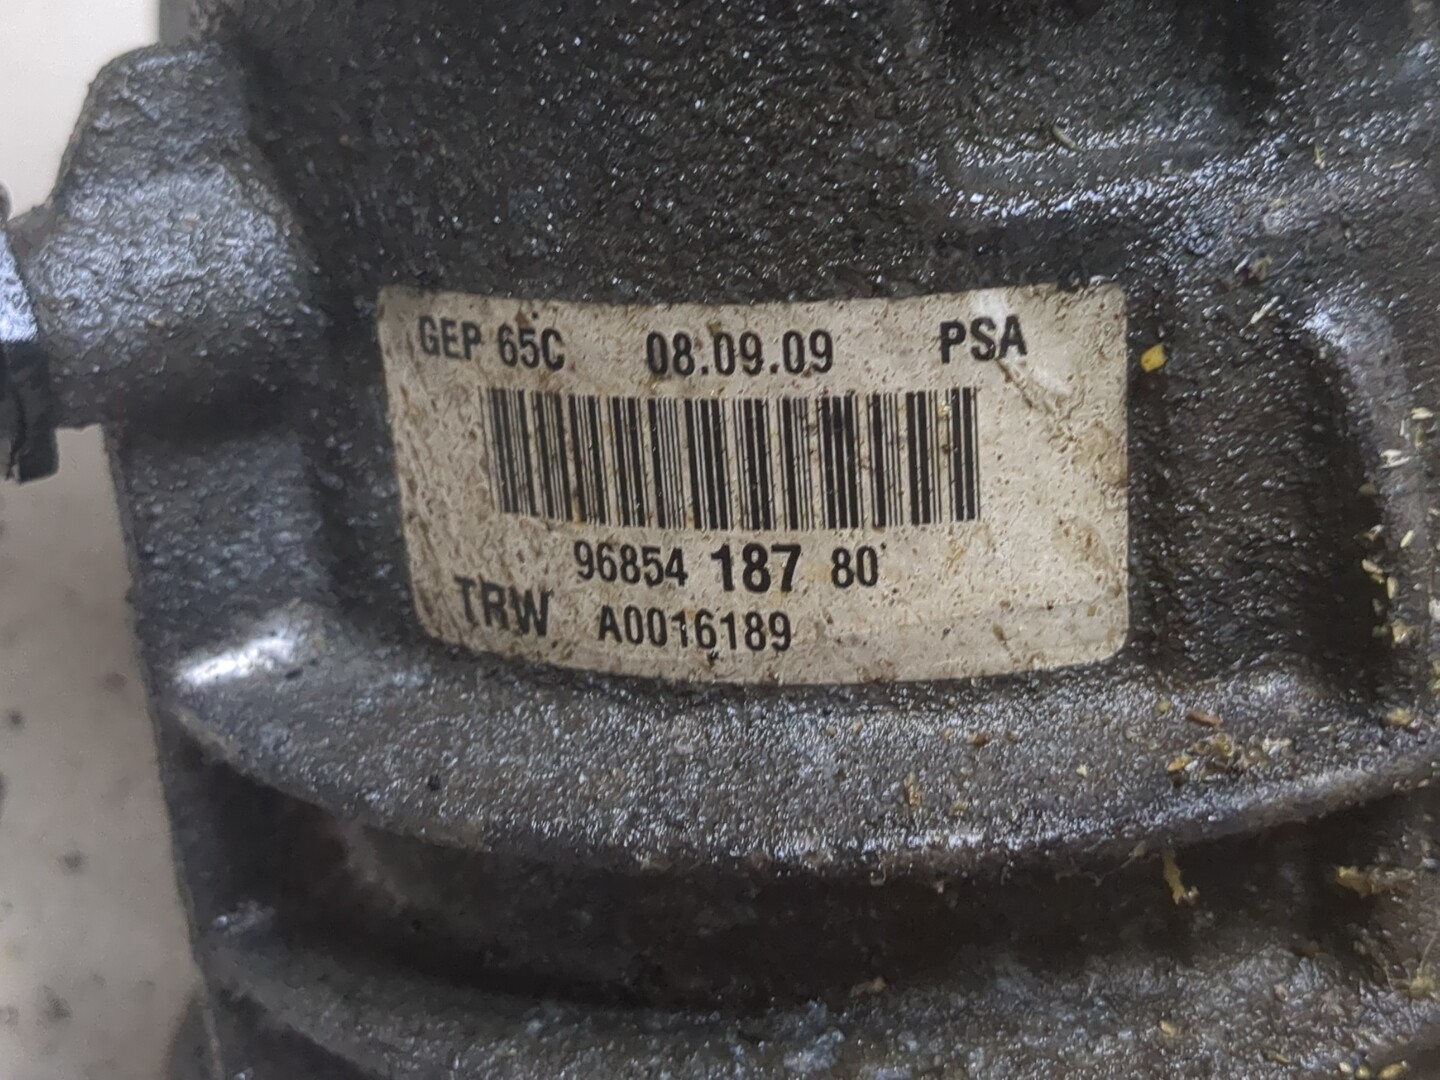 GEP 65C 08.09.09 PSA
96854 187 80
TRW A0016189